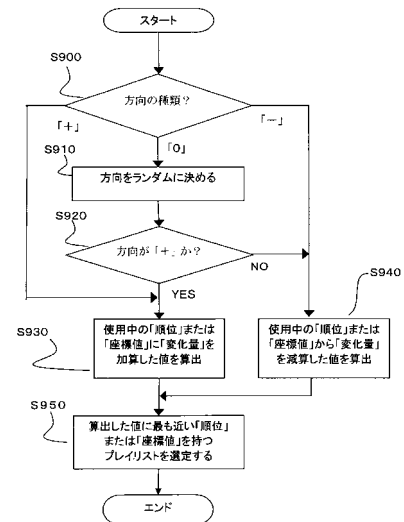 スタート
S900
方向の種類？
「＋」
「－」
「0」
S910
方向をランダムに決める
S920
方向が「＋」か？
NO
YES
S940
S930
使用中の「順位」または
「座標値」に「変化量」を
加算した値を算出
使用中の「順位」または
「座標値」から「変化量」
を減算した値を算出
S950
算出した値に最も近い「順位」
または「座標値」を持つ
プレイリストを選定する
エンド